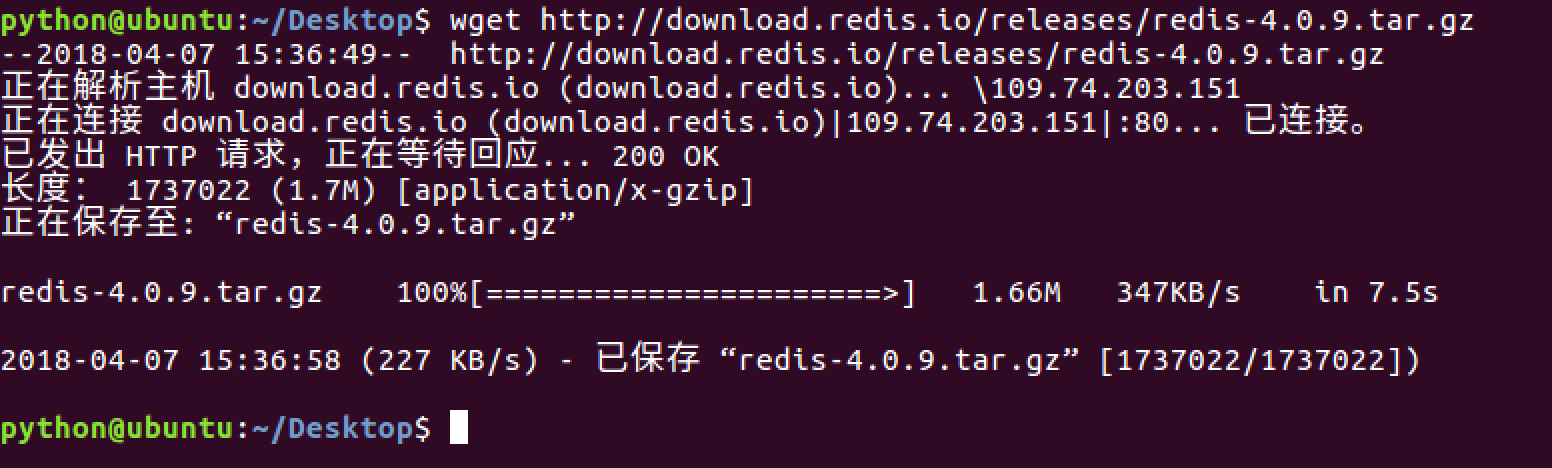 python@ubuntu:~/Desktop$ wget http://download.redis.io/releases/redis-4.0.9.tar.gz
--2018-04-07 15:36:49--  http://download.redis.io/releases/redis-4.0.9.tar.gz
正在解析主机 download.redis.io (download.redis.io)... \109.74.203.151
正在连接 download.redis.io (download.redis.io)|109.74.203.151|:80... 已连接。
已发出 HTTP 请求，正在等待回应... 200 OK
长度： 1737022 (1.7M) [application/x-gzip]
正在保存至: “redis-4.0.9.tar.gz”
redis-4.0.9.tar.gz    100%[======================>]   1.66M   347KB/s    in 7.5s
2018-04-07 15:36:58 (227 KB/s) - 已保存 “redis-4.0.9.tar.gz” [1737022/1737022])
python@ubuntu:~/Desktop$